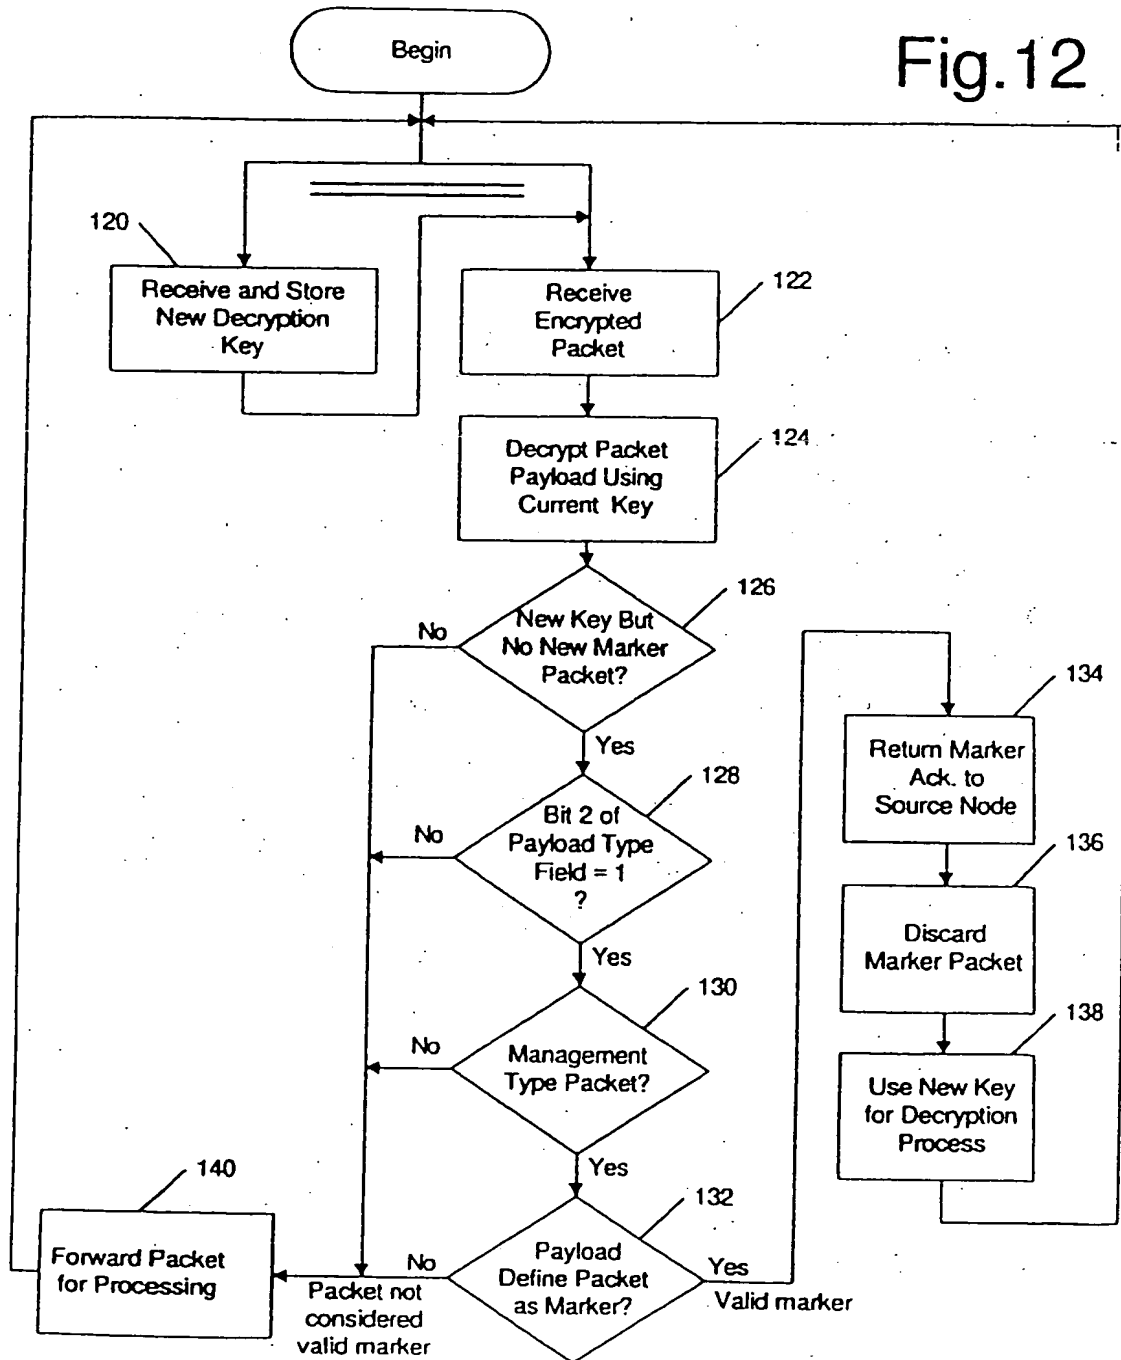 Fig.12
Begin
120
Receive and Store
New Decryption
Key
122
Receive
Encrypted
Packet
124
Decrypt Packet
Payload Using
Current Key
126
New Key But
No New Marker
Packet?
No
Yes
128
Bit 2 of
Payload Type
Field = 1
?
No
Yes
130
Management
Type Packet?
No
Yes
132
Payload
Define Packet
as Marker?
No
Packet not
considered
valid marker
Yes
Valid marker
134
Return Marker
Ack. to
Source Node
136
Discard
Marker Packet
138
Use New Key
for Decryption
Process
140
Forward Packet
for Processing